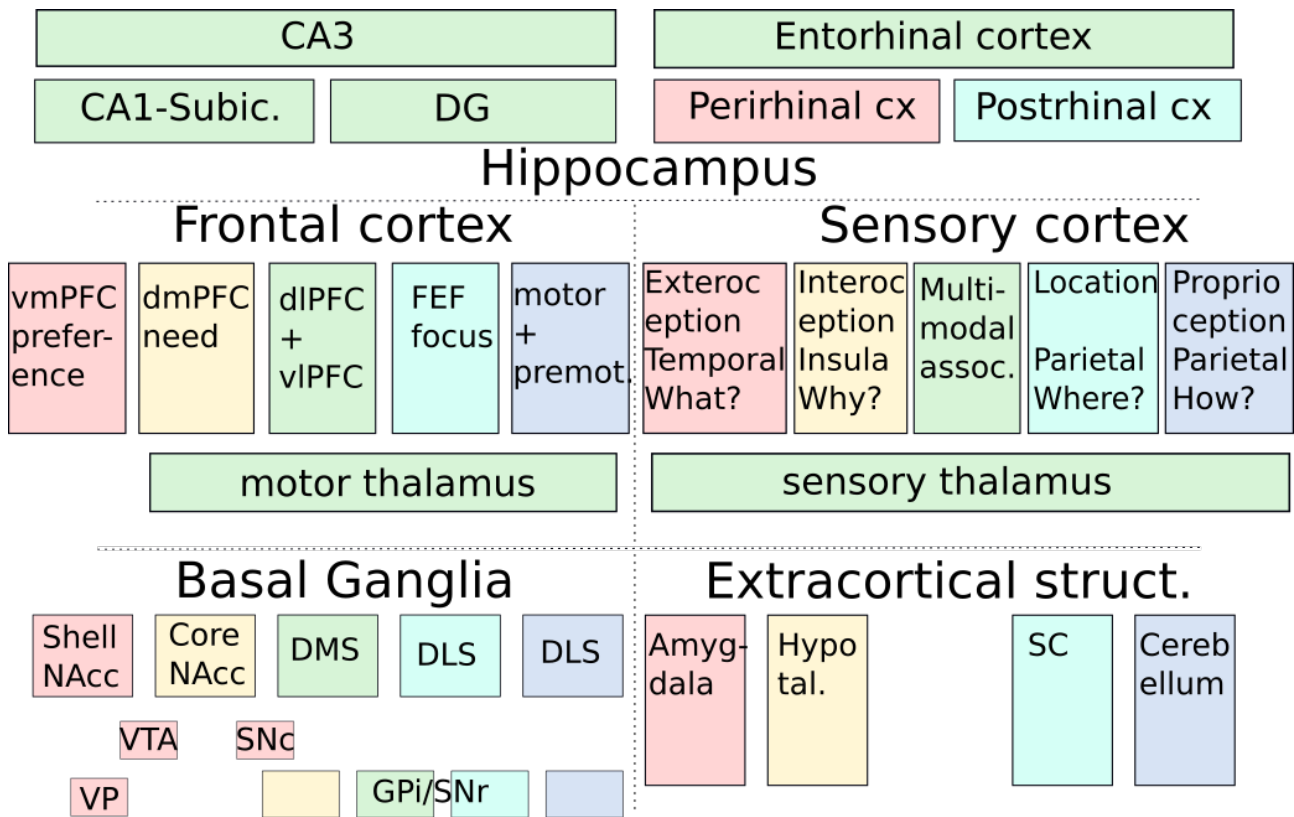 CA3
Entorhinal cortex
CA1-Subic.
DG
Perirhinal cx
Postrhinal cx
Hippocampus
Frontal cortex
Sensory cortex
vmPFC
prefer-
ence
dmPFC
need
dlPFC
+
vlPFC
FEF
focus
motor
+
premot.
Exteroc
eption
Temporal
What?
Interoc
eption
Insula
Why?
Multi-
modal
assoc.
Location
Parietal
Where?
Proprio
ception
Parietal
How?
motor thalamus
sensory thalamus
Basal Ganglia
Extracortical struct.
Shell
NAcc
Core
NAcc
DMS
DLS
DLS
Amyg-
dala
Hypo
tal.
SC
Cereb
ellum
VTA
SNc
VP
GPi/SNr